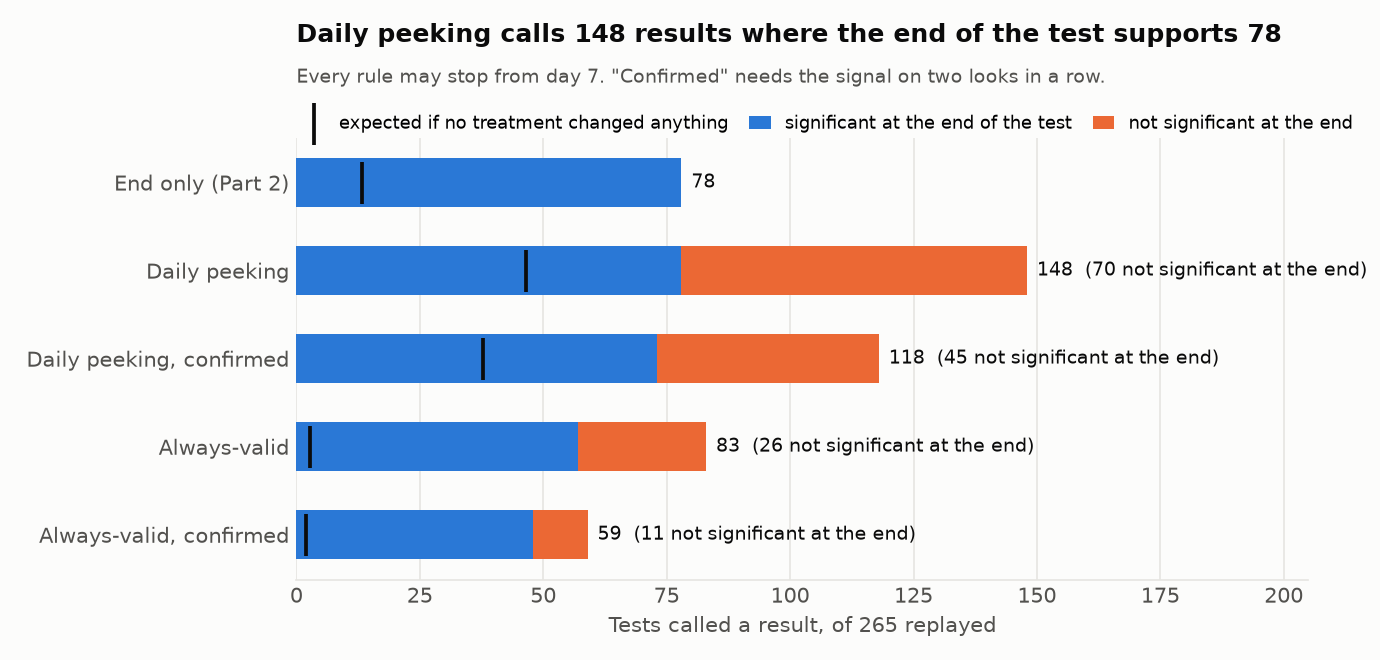 Daily peeking calls 148 results where the end of the test supports 78
Every rule may stop from day 7. "Confirmed" needs the signal on two looks in a row.
expected if no treatment changed anything
significant at the end of the test
not significant at the end
End only (Part 2)
78
Daily peeking
148 (70 not significant at the end)
Daily peeking, confirmed
118 (45 not significant at the end)
Always-valid
83 (26 not significant at the end)
Always-valid, confirmed
59 (11 not significant at the end)
0 25 50 75 100 125 150 175 200
Tests called a result, of 265 replayed